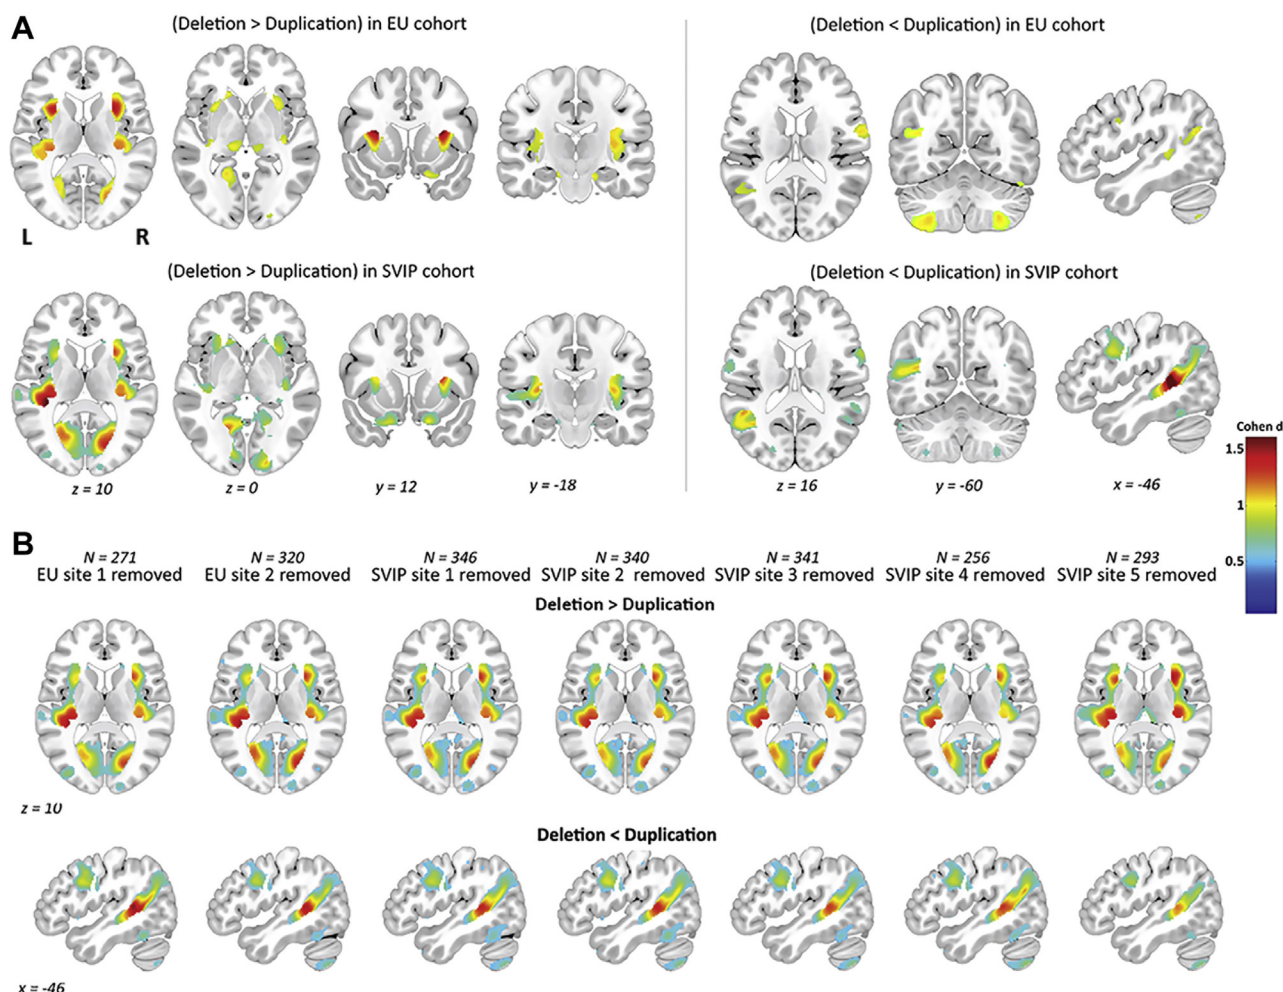 A
(Deletion > Duplication) in EU cohort
(Deletion < Duplication) in EU cohort
L R
(Deletion > Duplication) in SVIP cohort
(Deletion < Duplication) in SVIP cohort
z = 10
z = 0
y = 12
y = -18
z = 16
y = -60
x = -46
Cohen d
1.5
1
0.5
B
N = 271
EU site 1 removed
N = 320
EU site 2 removed
N = 346
SVIP site 1 removed
N = 340
SVIP site 2 removed
N = 341
SVIP site 3 removed
N = 256
SVIP site 4 removed
N = 293
SVIP site 5 removed
Deletion > Duplication
z = 10
Deletion < Duplication
x = -46